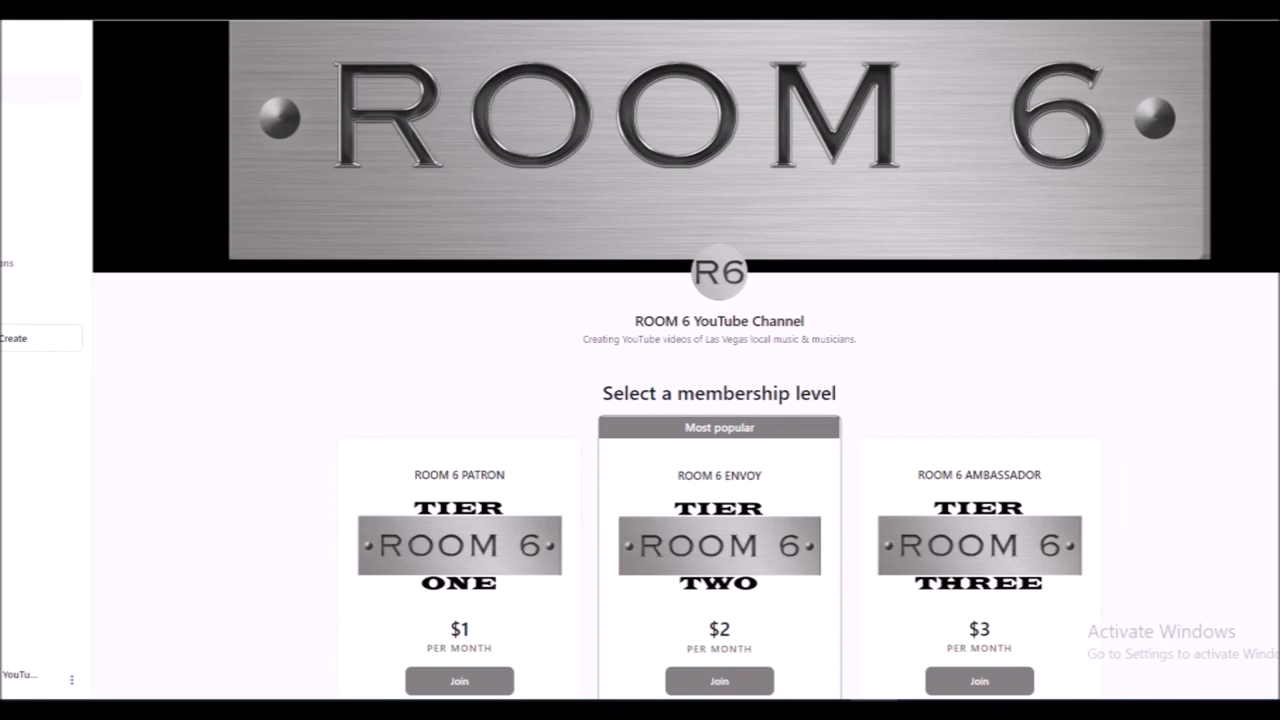 ROOM 6
R6
ROOM 6 YouTube Channel
Creating YouTube videos of Las Vegas local music & musicians.
ons
Create
Select a membership level
Most popular
ROOM 6 PATRON
TIER
ROOM 6
ONE
$1
PER MONTH
Join
ROOM 6 ENVOY
TIER
ROOM 6
TWO
$2
PER MONTH
Join
ROOM 6 AMBASSADOR
TIER
ROOM 6
THREE
$3
PER MONTH
Join
YouTu...
Activate Windows
Go to Settings to activate Windo